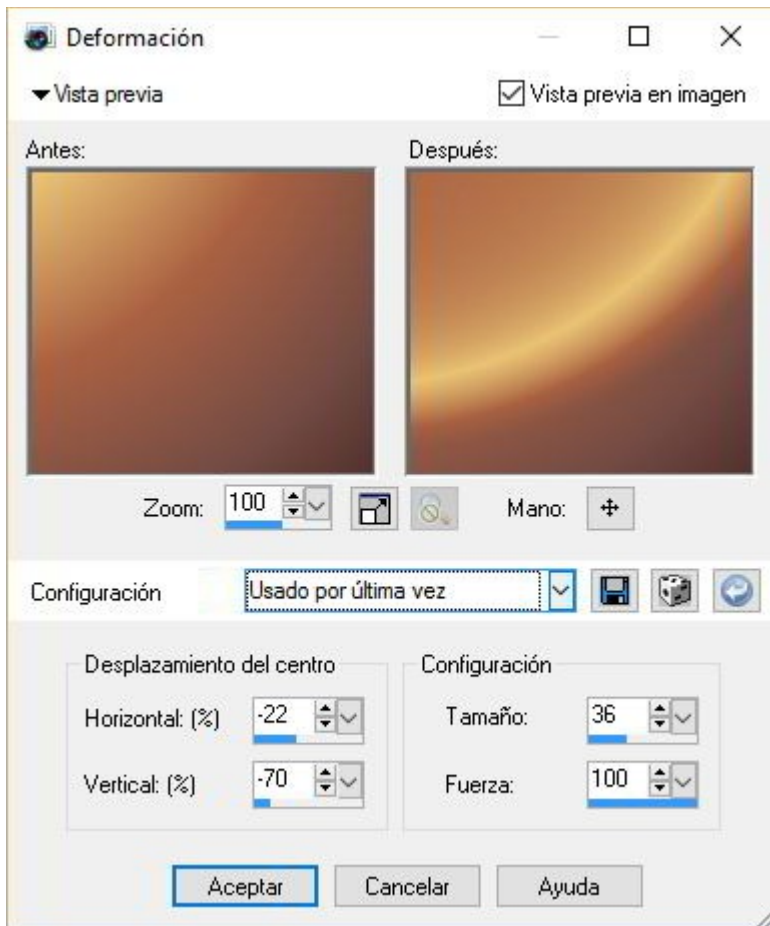 Deformación
Vista previa
Vista previa en imagen
Antes:
Después:
Zoom: 100
Mano:
Configuración
Usado por última vez
Desplazamiento del centro
Horizontal: (%) -22
Vertical: (%) -70
Configuración
Tamaño: 36
Fuerza: 100
Aceptar
Cancelar
Ayuda